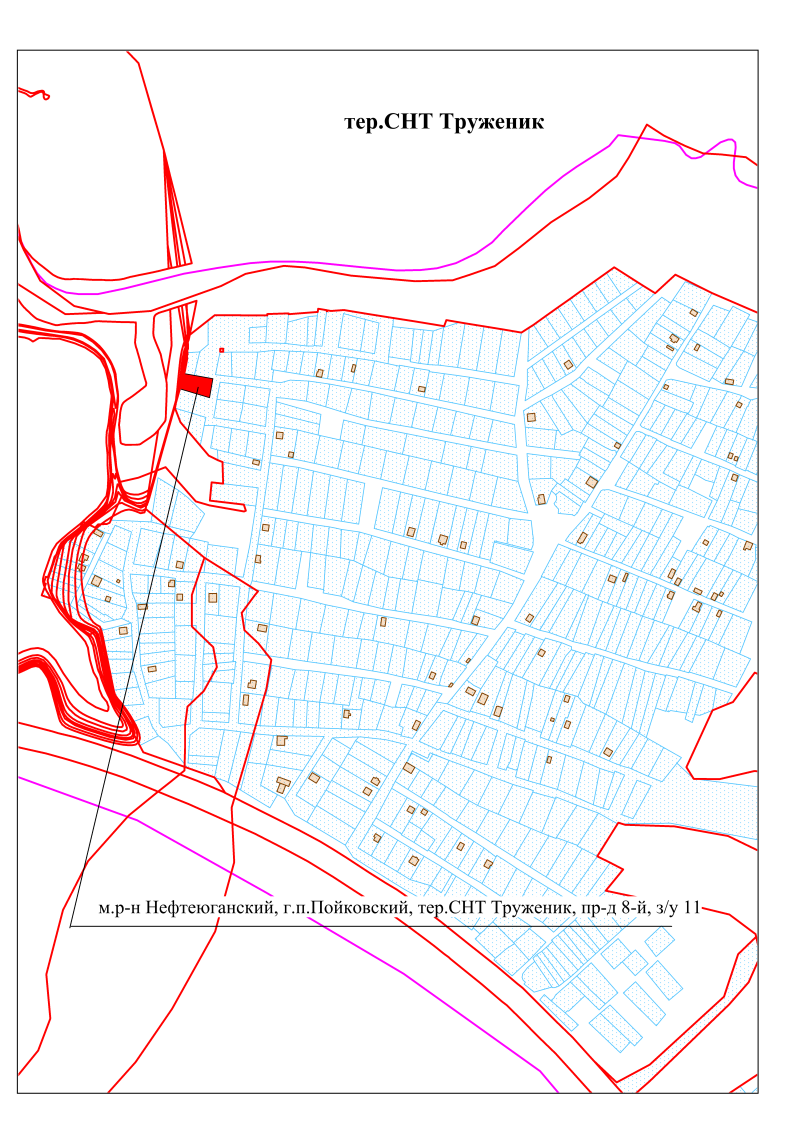 тер.СНТ Труженик
м.р-н Нефтеюганский, г.п.Пойковский, тер.СНТ Труженик, пр-д 8-й, з/у 11